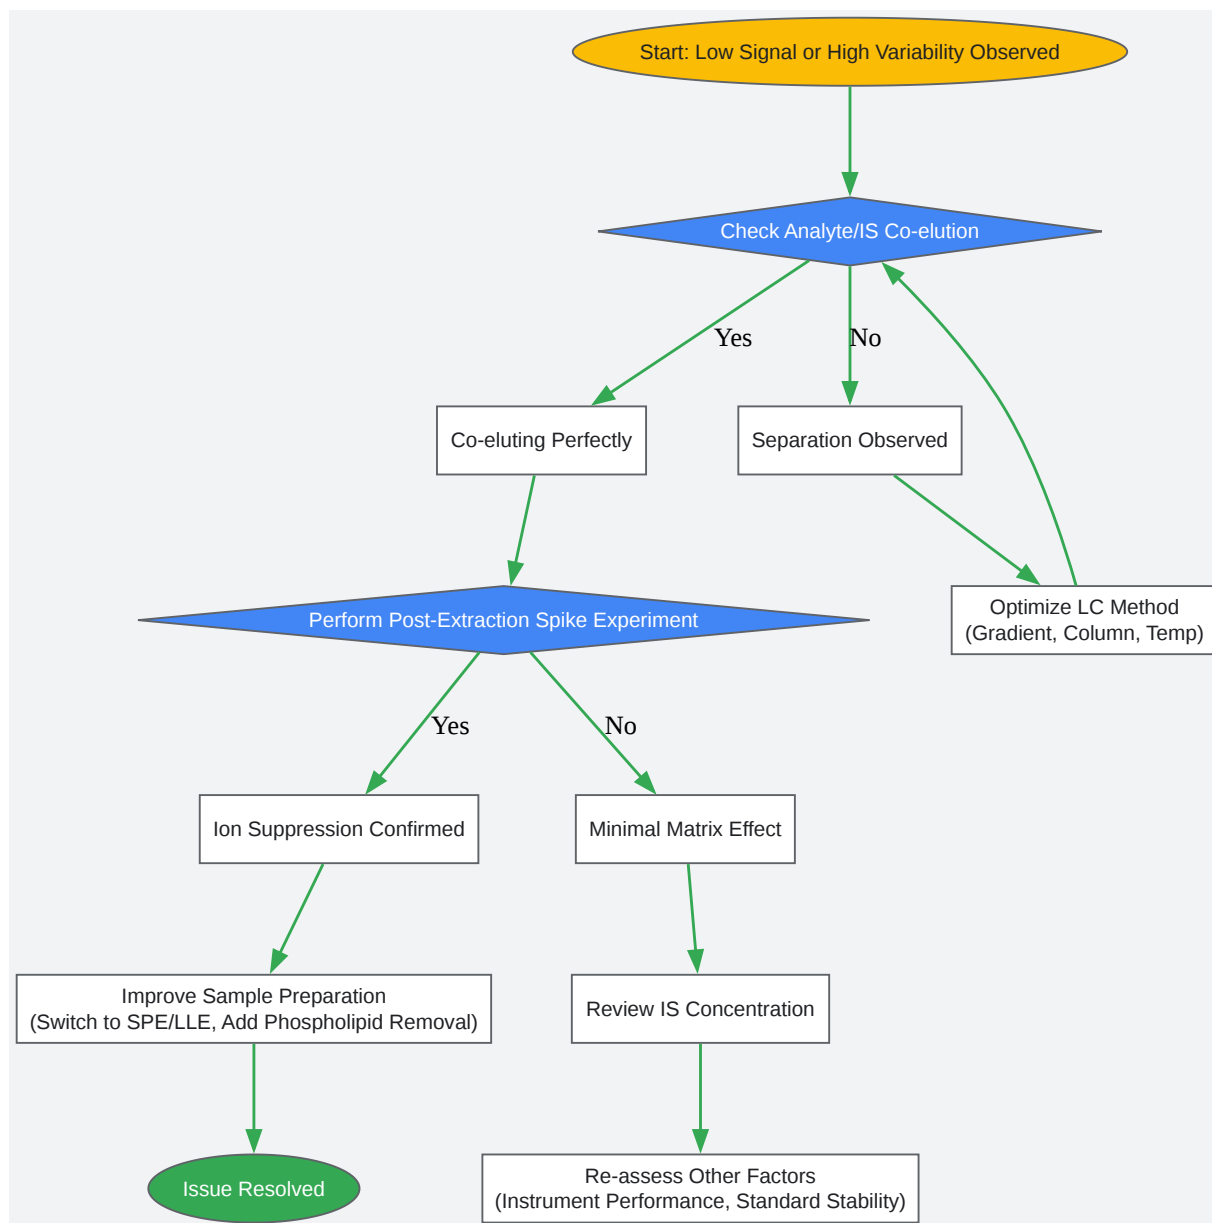 Start: Low Signal or High Variability Observed
Check Analyte/IS Co-elution
Yes
No
Co-eluting Perfectly
Separation Observed
Optimize LC Method
(Gradient, Column, Temp)
Perform Post-Extraction Spike Experiment
Yes
No
Ion Suppression Confirmed
Minimal Matrix Effect
Improve Sample Preparation
(Switch to SPE/LLE, Add Phospholipid Removal)
Review IS Concentration
Issue Resolved
Re-assess Other Factors
(Instrument Performance, Standard Stability)